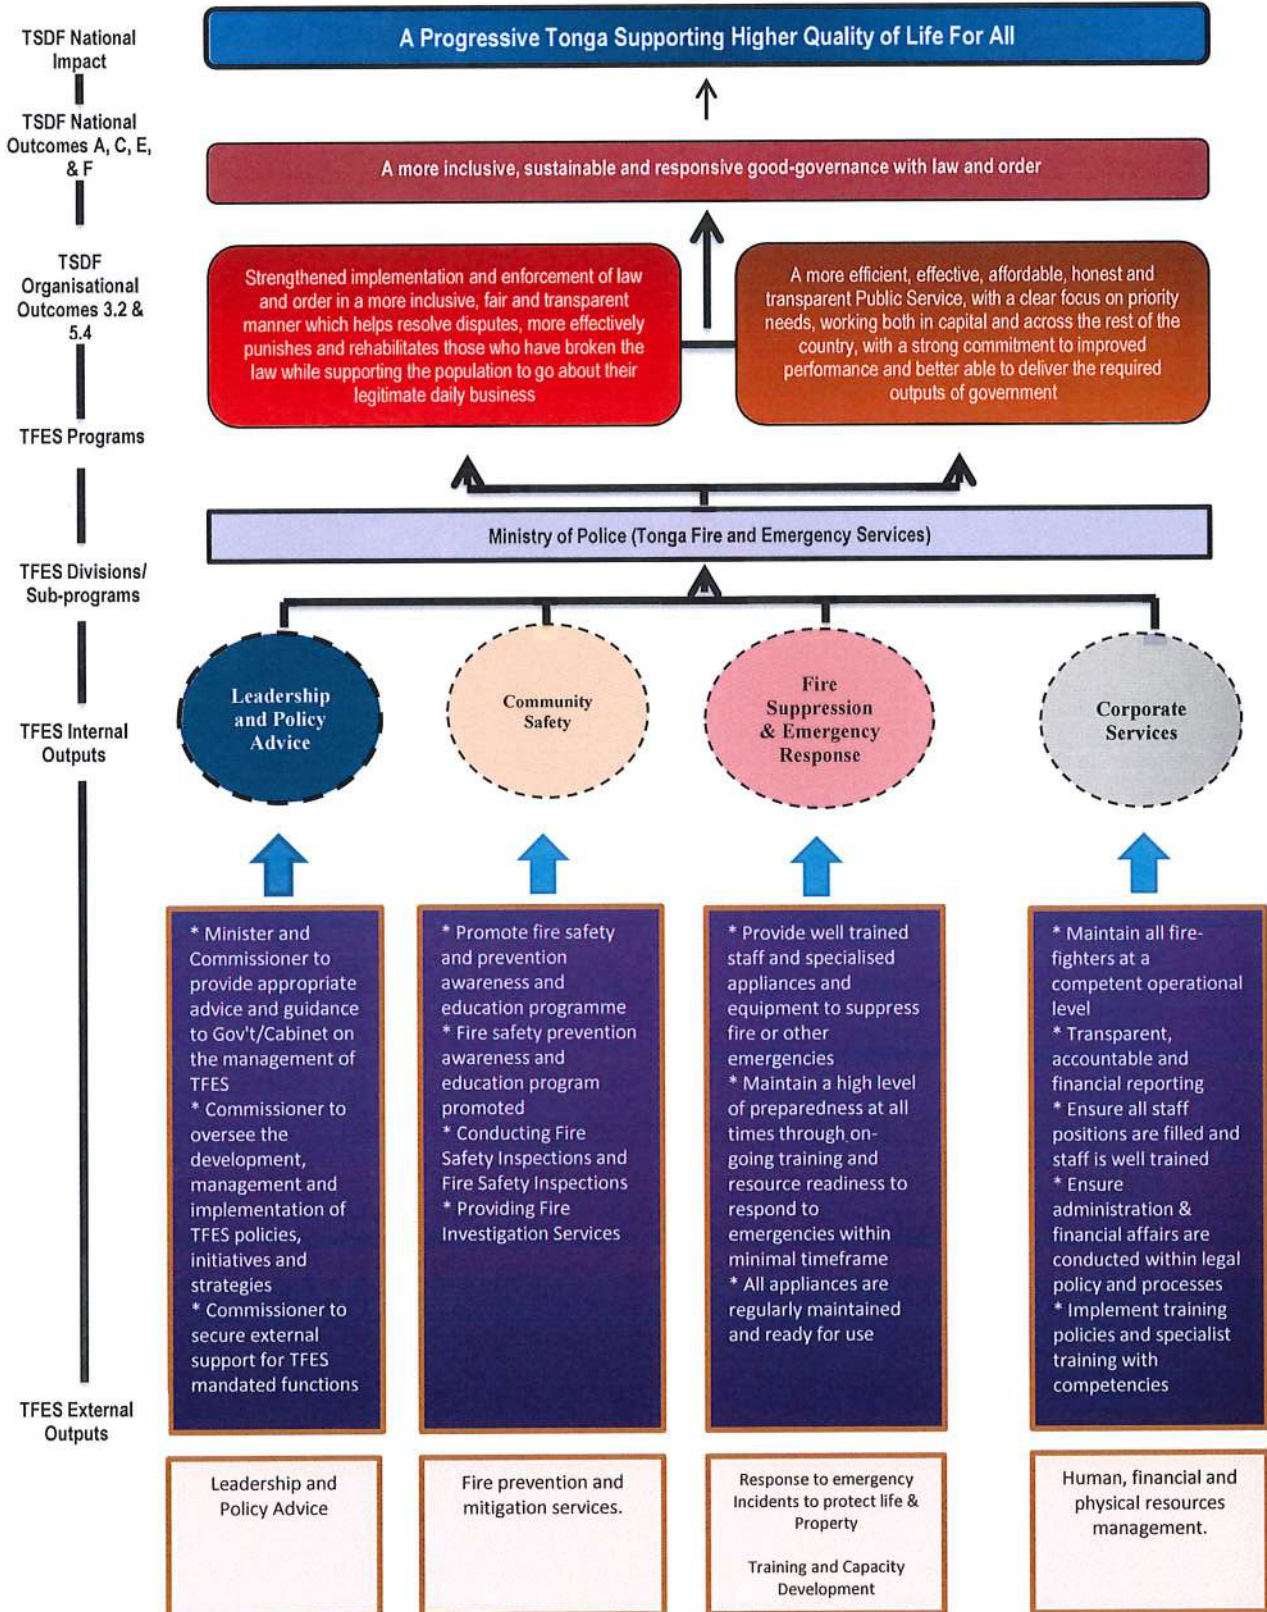 TSDF National
Impact
TSDF National
Outcomes A, C, E,
& F
TSDF
Organisational
Outcomes 3.2 &
5.4
TFES Programs
TFES Divisions/
Sub-programs
TFES Internal
Outputs
TFES External
Outputs
A Progressive Tonga Supporting Higher Quality of Life For All
A more inclusive, sustainable and responsive good-governance with law and order
Strengthened implementation and enforcement of law
and order in a more inclusive, fair and transparent
manner which helps resolve disputes, more effectively
punishes and rehabilitates those who have broken the
law while supporting the population to go about their
legitimate daily business
A more efficient, effective, affordable, honest and
transparent Public Service, with a clear focus on priority
needs, working both in capital and across the rest of the
country, with a strong commitment to improved
performance and better able to deliver the required
outputs of government
Ministry of Police (Tonga Fire and Emergency Services)
Leadership
and Policy
Advice
Community
Safety
Fire
Suppression
& Emergency
Response
Corporate
Services
* Minister and
Commissioner to
provide appropriate
advice and guidance
to Gov't/Cabinet on
the management of
TFES
* Commissioner to
oversee the
development,
management and
implementation of
TFES policies,
initiatives and
strategies
* Commissioner to
secure external
support for TFES
mandated functions
* Promote fire safety
and prevention
awareness and
education programme
* Fire safety prevention
awareness and
education program
promoted
* Conducting Fire
Safety Inspections and
Fire Safety Inspections
* Providing Fire
Investigation Services
* Provide well trained
staff and specialised
appliances and
equipment to suppress
fire or other
emergencies
* Maintain a high level
of preparedness at all
times through on-
going training and
resource readiness to
respond to
emergencies within
minimal timeframe
* All appliances are
regularly maintained
and ready for use
* Maintain all fire-
fighters at a
competent operational
level
* Transparent,
accountable and
financial reporting
* Ensure all staff
positions are filled and
staff is well trained
* Ensure
administration &
financial affairs are
conducted within legal
policy and processes
* Implement training
policies and specialist
training with
competencies
Leadership and
Policy Advice
Fire prevention and
mitigation services.
Response to emergency
Incidents to protect life &
Property
Training and Capacity
Development
Human, financial and
physical resources
management.